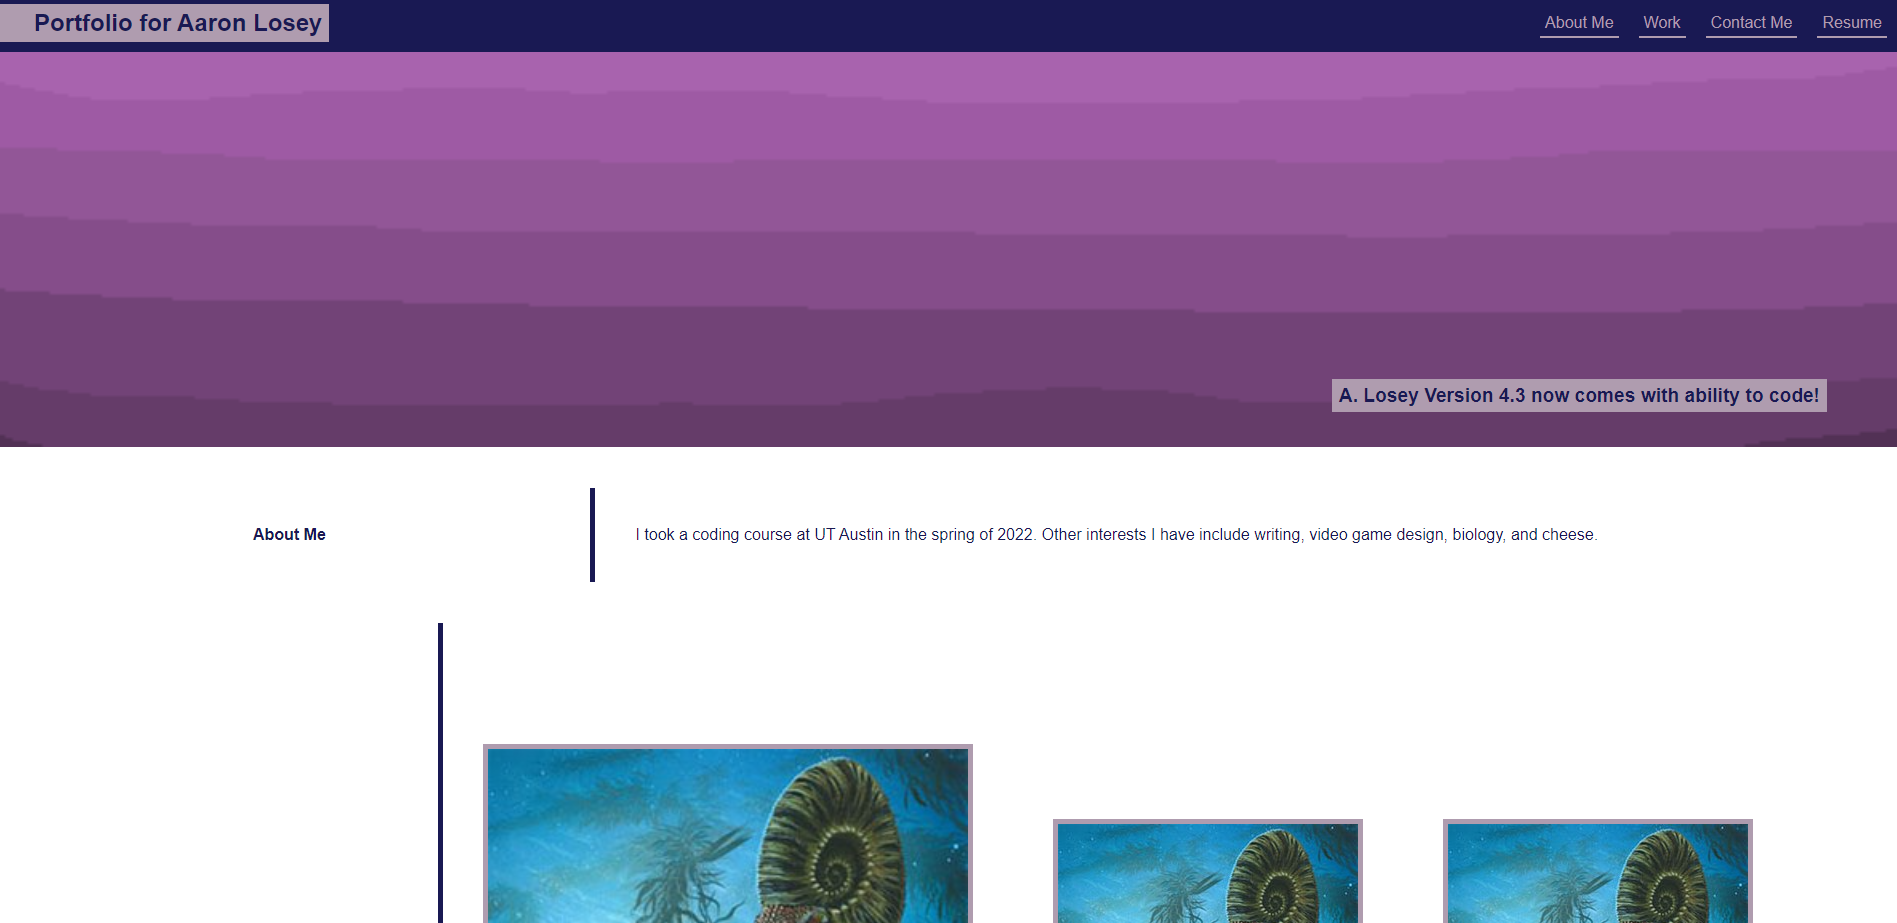 Portfolio for Aaron Losey
About Me Work Contact Me Resume
A. Losey Version 4.3 now comes with ability to code!
About Me
I took a coding course at UT Austin in the spring of 2022. Other interests I have include writing, video game design, biology, and cheese.